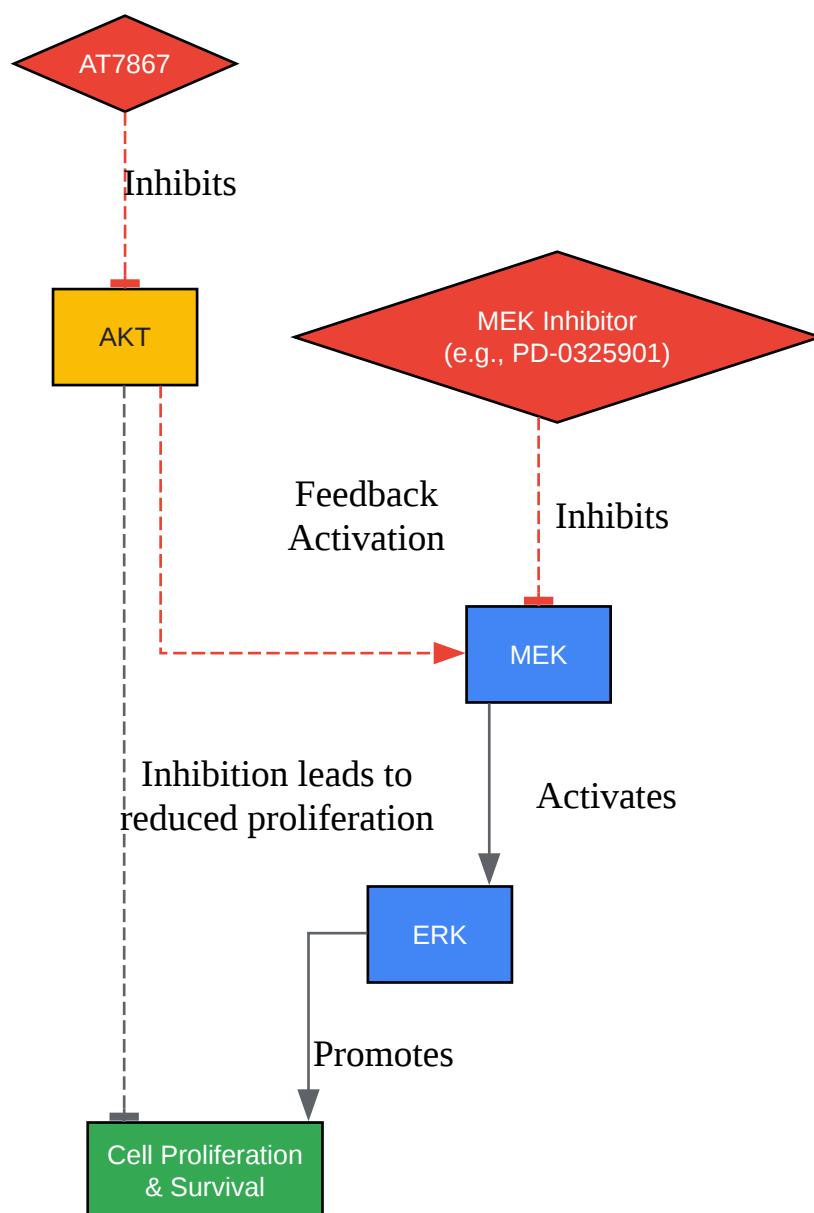 AT7867
Inhibits
AKT
MEK Inhibitor
(e.g., PD-0325901)
Feedback
Activation
Inhibits
MEK
Inhibition leads to
reduced proliferation
Activates
ERK
Promotes
Cell Proliferation
& Survival